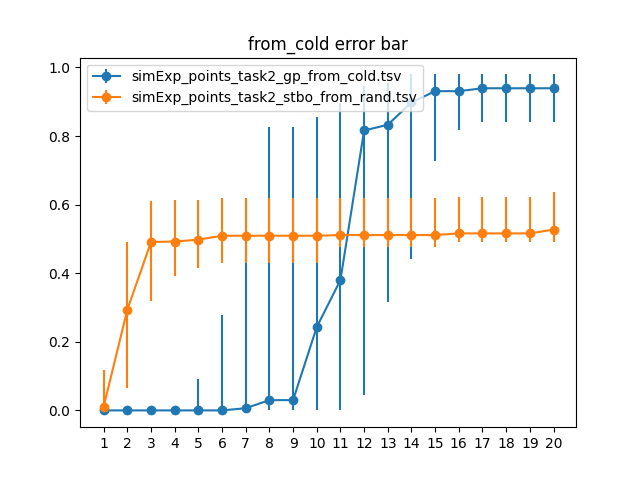 from_cold error bar
simExp_points_task2_gp_from_cold.tsv
simExp_points_task2_stbo_from_rand.tsv
1.0
0.8
0.6
0.4
0.2
0.0
1 2 3 4 5 6 7 8 9 10 11 12 13 14 15 16 17 18 19 20